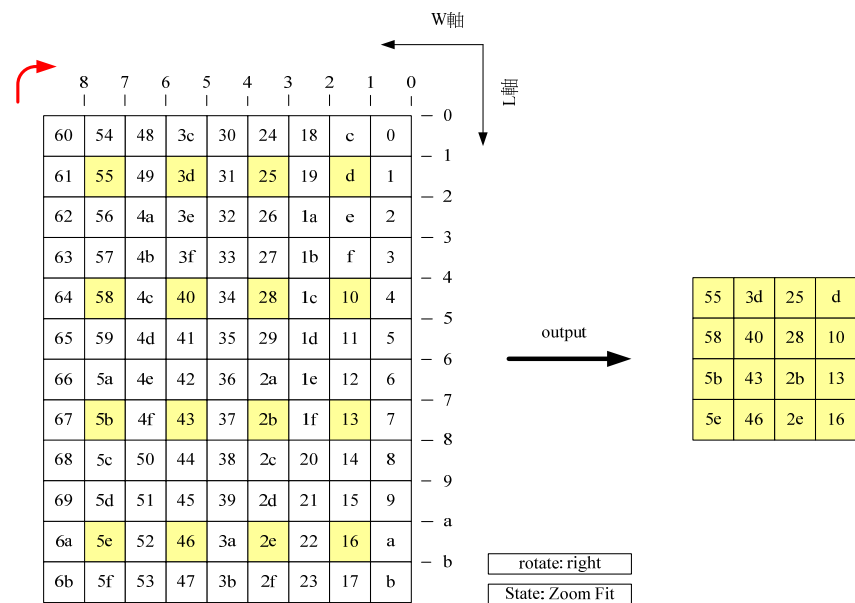 W軸
L軸
8 7 6 5 4 3 2 1 0
0
60 54 48 3c 30 24 18 c 0
1
61 55 49 3d 31 25 19 d 1
2
62 56 4a 3e 32 26 1a e 2
3
63 57 4b 3f 33 27 1b f 3
4
64 58 4c 40 34 28 1c 10 4
5
65 59 4d 41 35 29 1d 11 5
6
66 5a 4e 42 36 2a 1e 12 6
7
67 5b 4f 43 37 2b 1f 13 7
8
68 5c 50 44 38 2c 20 14 8
9
69 5d 51 45 39 2d 21 15 9
a
6a 5e 52 46 3a 2e 22 16 a
b
6b 5f 53 47 3b 2f 23 17 b
output
55 3d 25 d
58 40 28 10
5b 43 2b 13
5e 46 2e 16
rotate: right
State: Zoom Fit